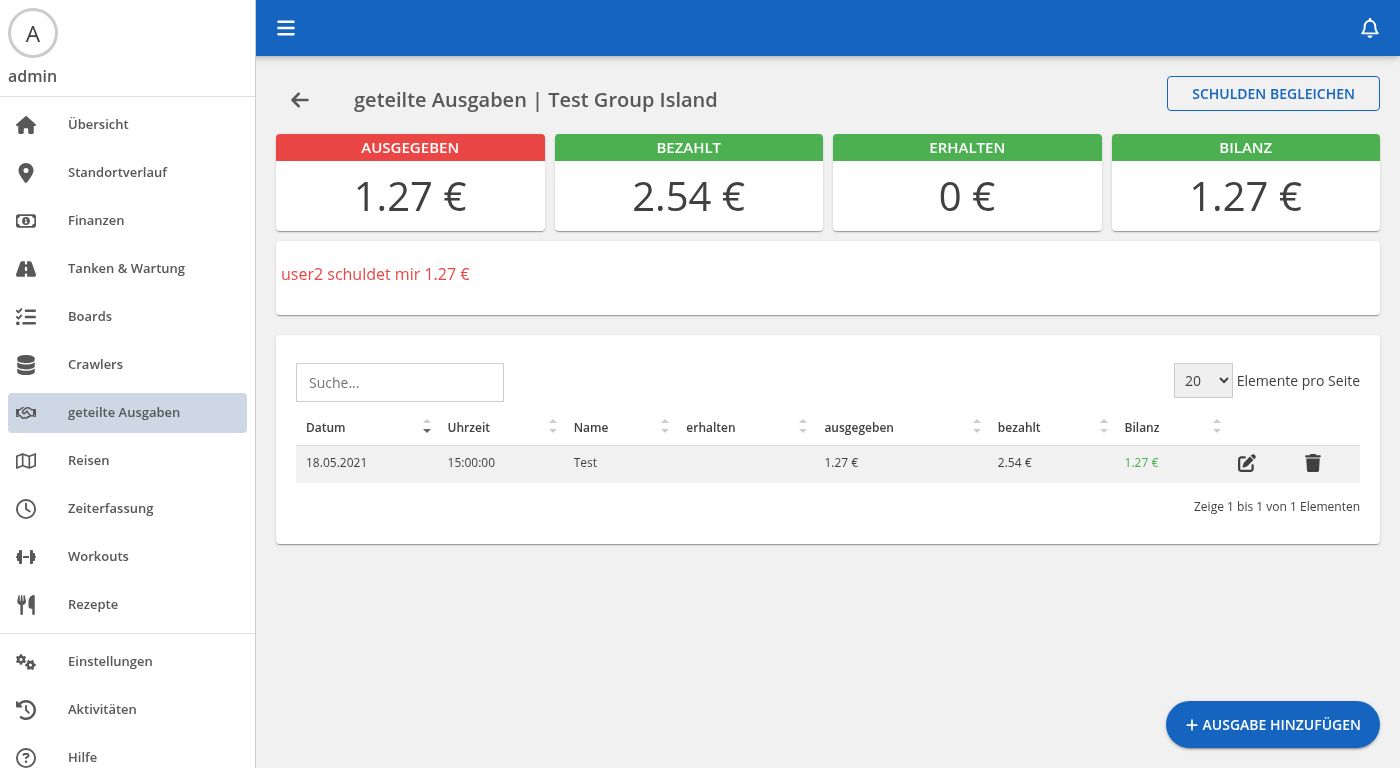 A
admin
Übersicht
Standortverlauf
Finanzen
Tanken & Wartung
Boards
Crawlers
geteilte Ausgaben
Reisen
Zeiterfassung
Workouts
Rezepte
Einstellungen
Aktivitäten
Hilfe
geteilte Ausgaben | Test Group Island
SCHULDEN BEGLEICHEN
AUSGEGEBEN BEZAHLT ERHALTEN BILANZ
1.27 € 2.54 € 0 € 1.27 €
user2 schuldet mir 1.27 €
Suche... 20 Elemente pro Seite
Datum Uhrzeit Name erhalten ausgegeben bezahlt Bilanz
18.05.2021 15:00:00 Test 1.27 € 2.54 € 1.27 €
Zeige 1 bis 1 von 1 Elementen
+ AUSGABE HINZUFÜGEN